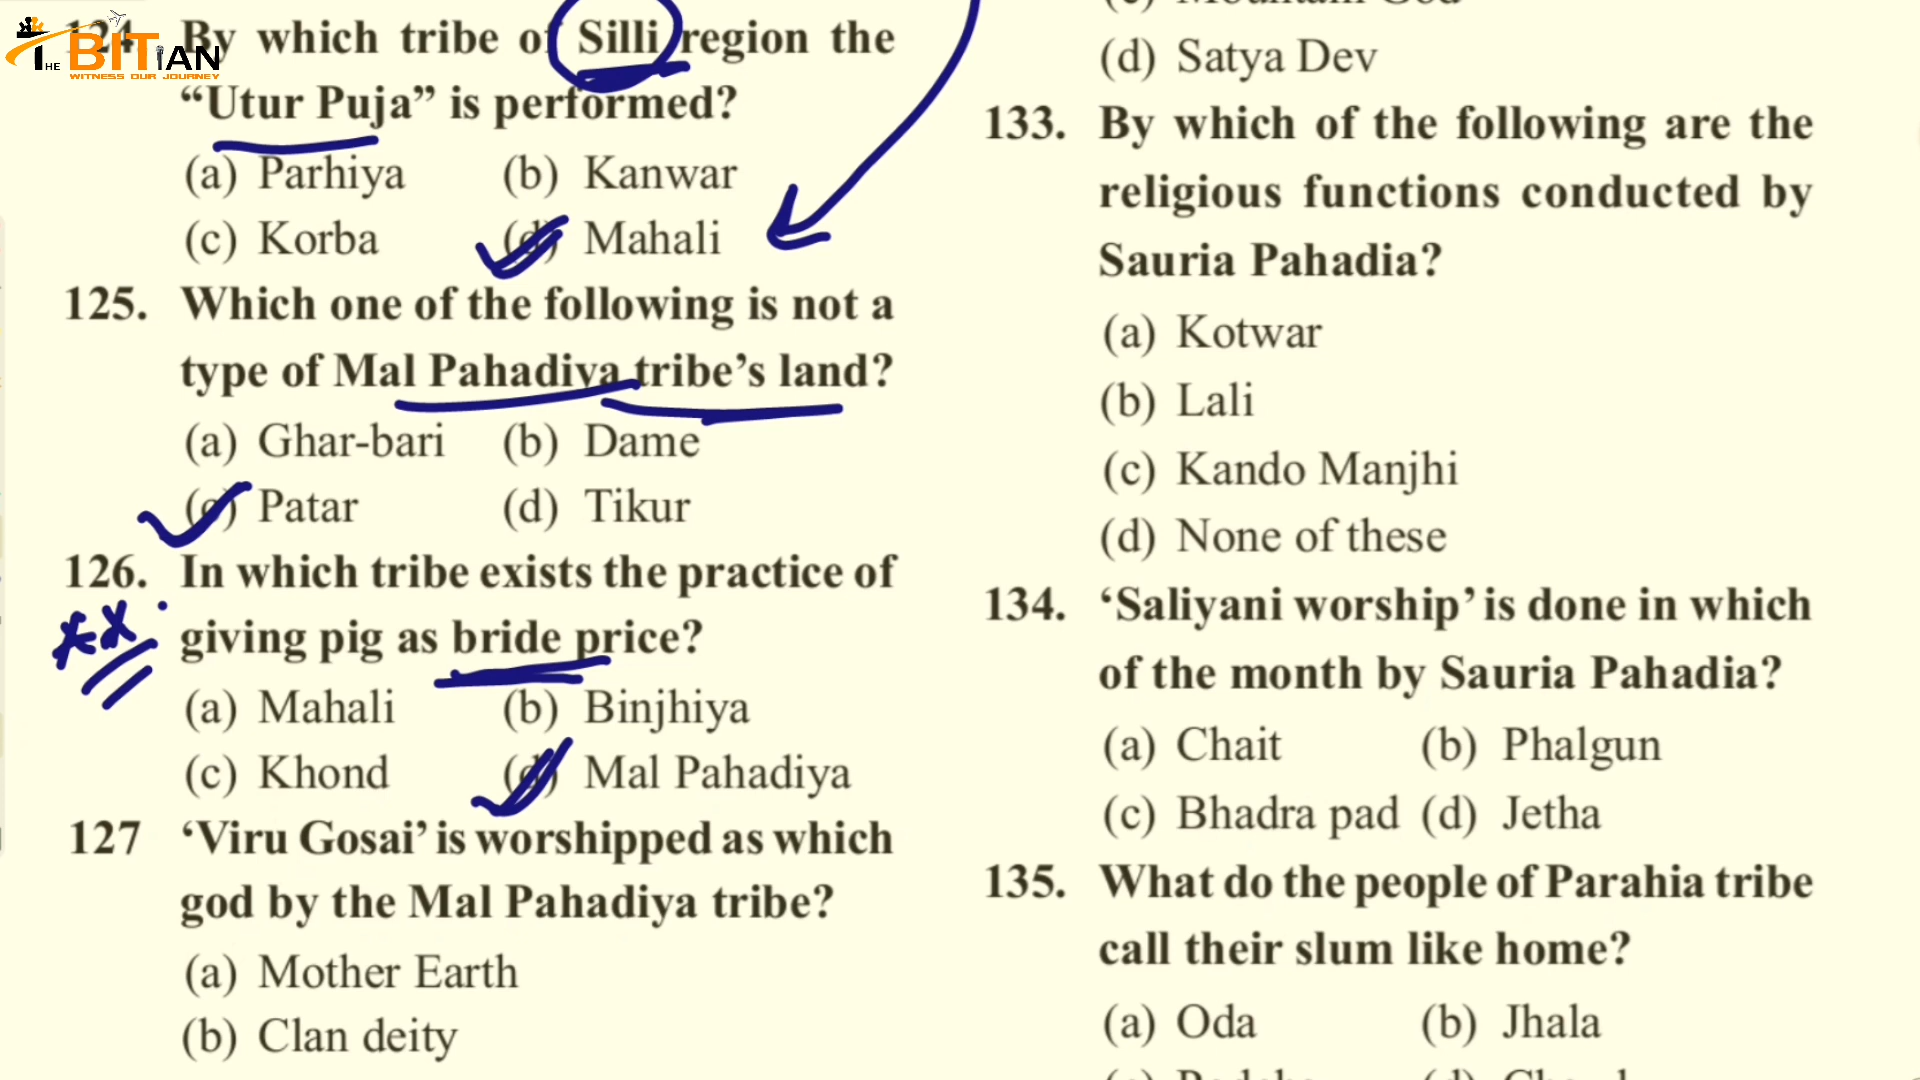 THE BITIAN
WITNESS OUR JOURNEY
124. By which tribe of Silli region the
“Utur Puja” is performed?
(a) Parhiya (b) Kanwar
(c) Korba (d) Mahali
125. Which one of the following is not a
type of Mal Pahadiya tribe’s land?
(a) Ghar-bari (b) Dame
(c) Patar (d) Tikur
126. In which tribe exists the practice of
giving pig as bride price?
(a) Mahali (b) Binjhiya
(c) Khond (d) Mal Pahadiya
127 ‘Viru Gosai’ is worshipped as which
god by the Mal Pahadiya tribe?
(a) Mother Earth
(b) Clan deity
(d) Satya Dev
133. By which of the following are the
religious functions conducted by
Sauria Pahadia?
(a) Kotwar
(b) Lali
(c) Kando Manjhi
(d) None of these
134. ‘Saliyani worship’ is done in which
of the month by Sauria Pahadia?
(a) Chait (b) Phalgun
(c) Bhadra pad (d) Jetha
135. What do the people of Parahia tribe
call their slum like home?
(a) Oda (b) Jhala